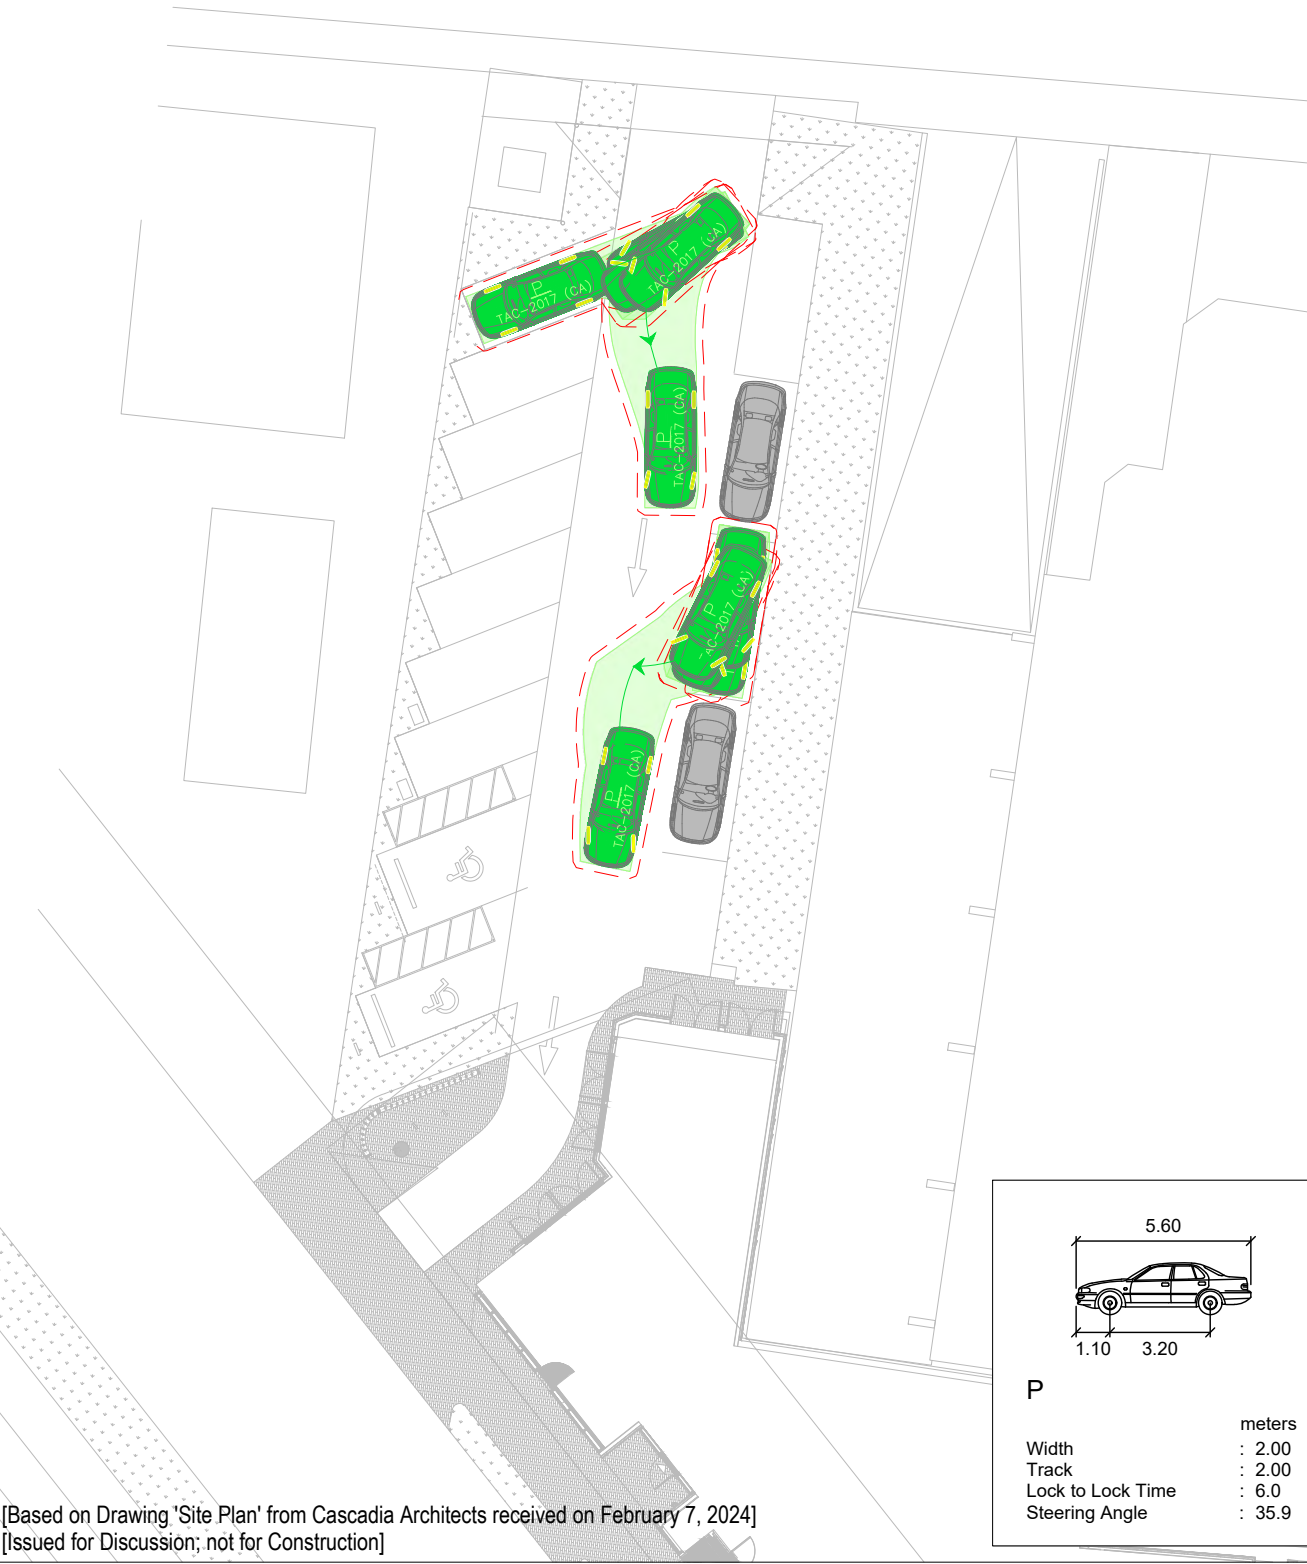 P
TAC-2017 (CA)
P
TAC-2017 (CA)
P
TAC-2017 (CA)
P
TAC-2017 (CA)
P
TAC-2017 (CA)
5.60
1.10 3.20
P
meters
Width : 2.00
Track : 2.00
Lock to Lock Time : 6.0
Steering Angle : 35.9
[Based on Drawing 'Site Plan' from Cascadia Architects received on February 7, 2024]
[Issued for Discussion; not for Construction]